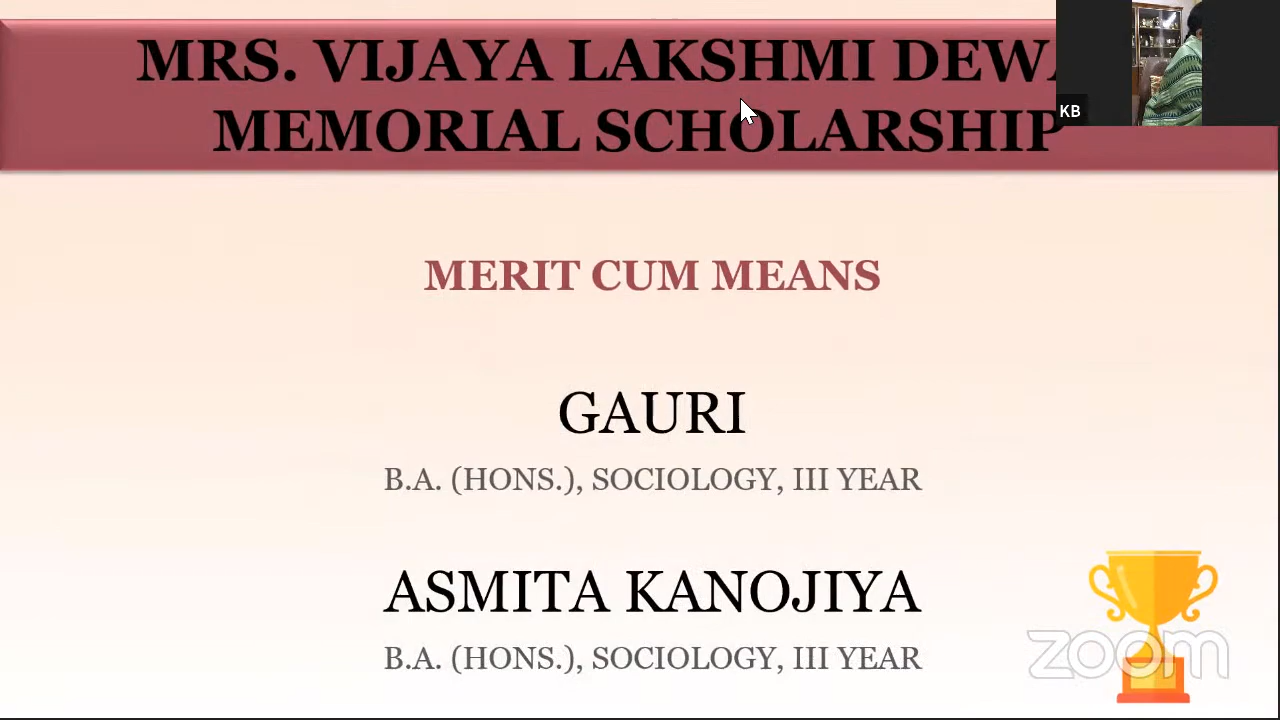 MRS. VIJAYA LAKSHMI
MEMORIAL SCHOLARSHIP
KB
MERIT CUM MEANS
GAURI
B.A. (HONS.), SOCIOLOGY, III YEAR
ASMITA KANOJIYA
B.A. (HONS.), SOCIOLOGY, III YEAR
zoom